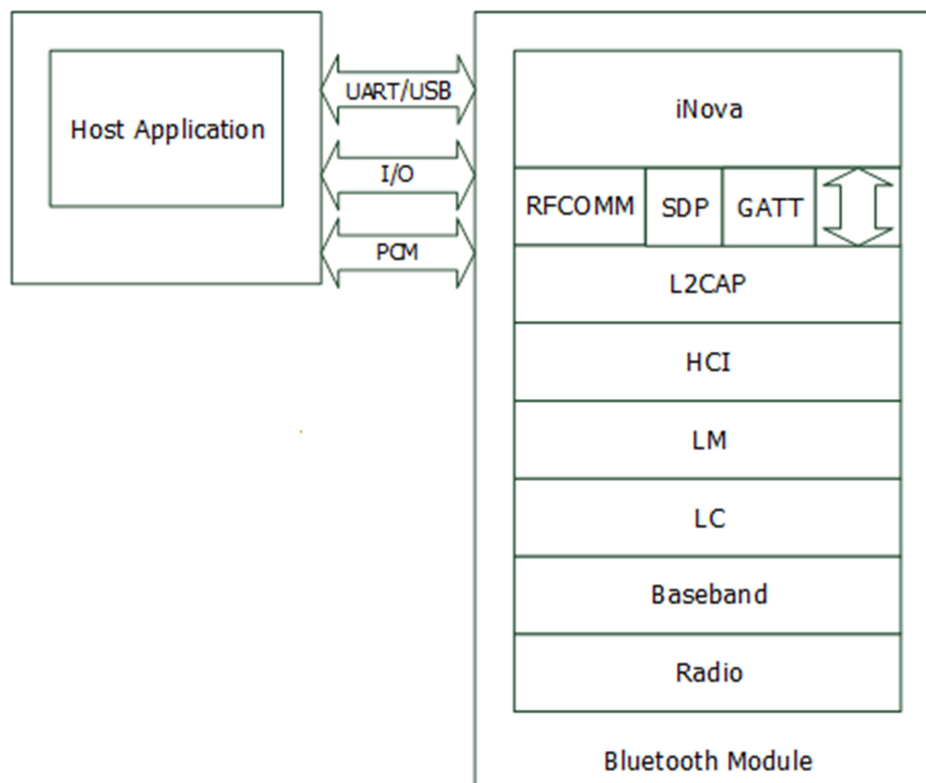 Host Application
UART/USB
I/O
PCM
iNova
RFCOMM SDP GATT
L2CAP
HCI
LM
LC
Baseband
Radio
Bluetooth Module